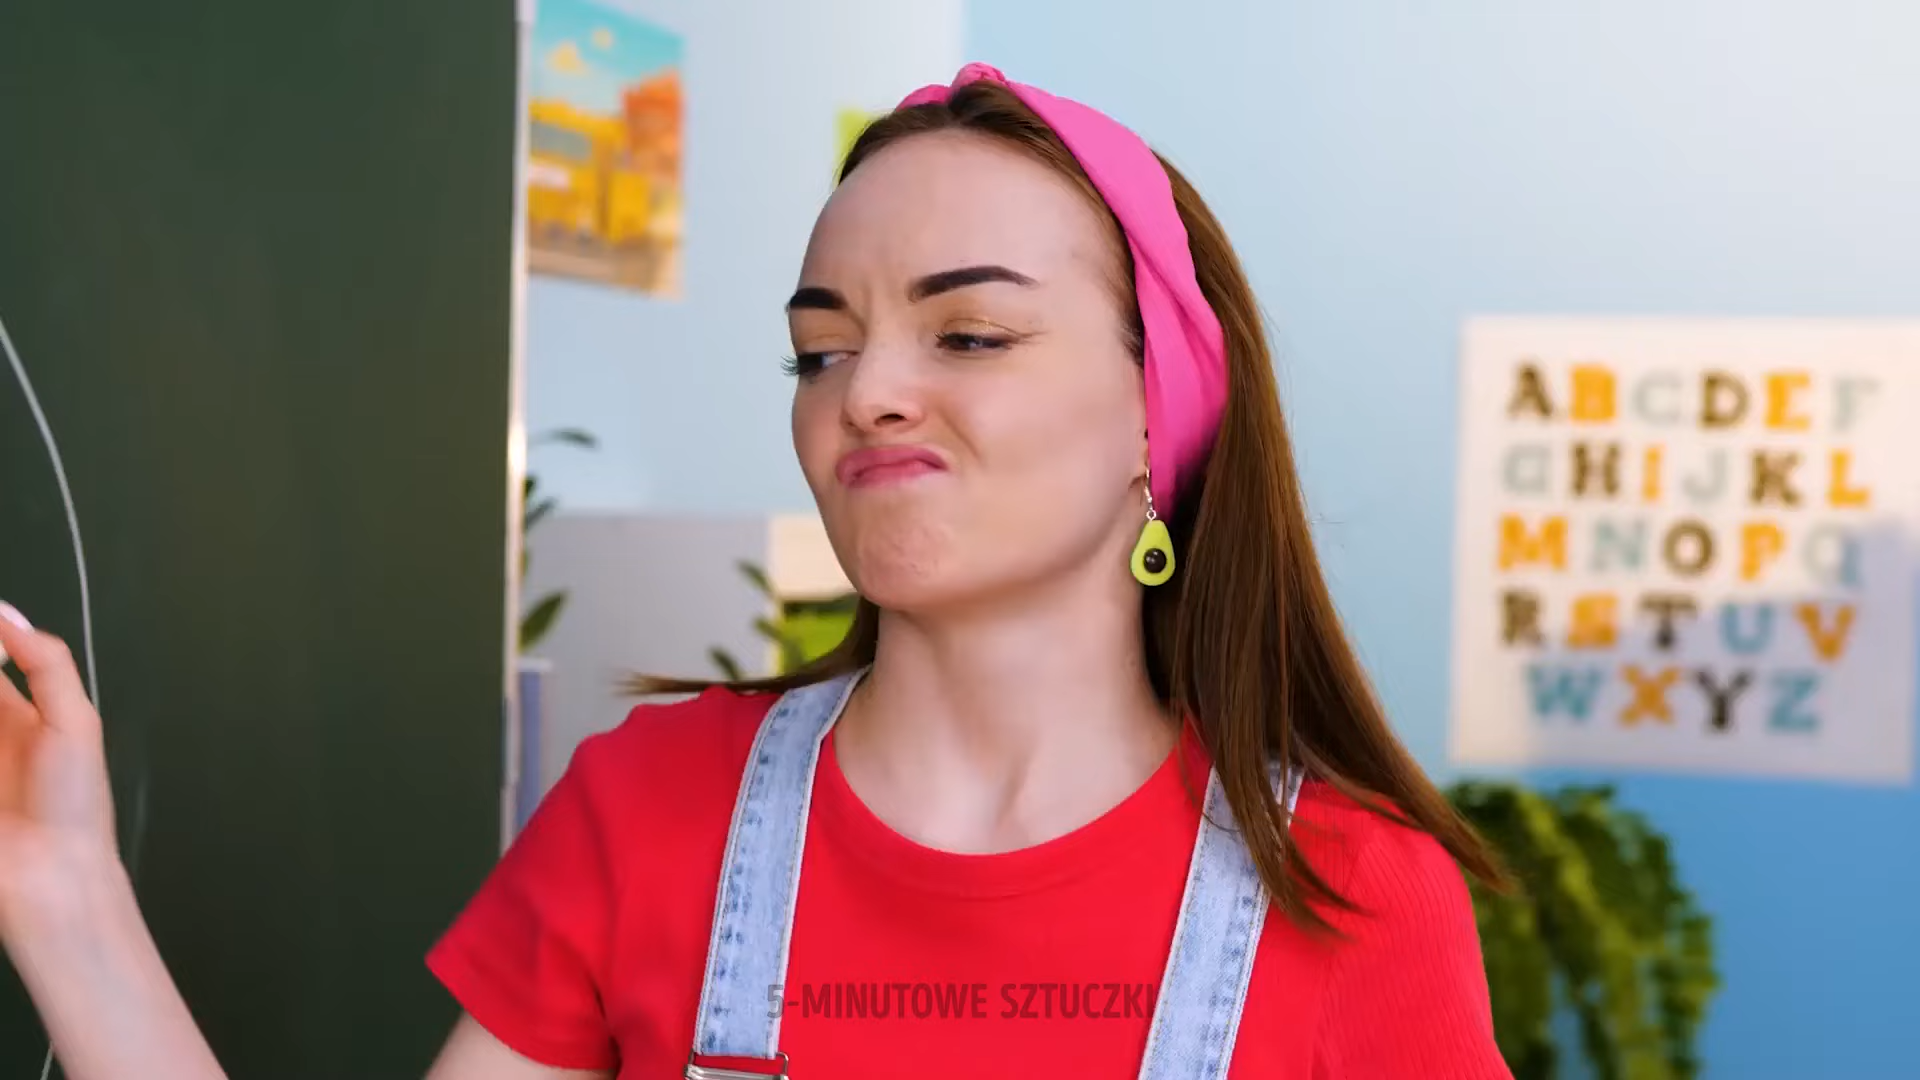 ABCDEF
GHIJKL
MNOPQ
RSTUV
WXYZ
5-MINUTOWE SZTUCZKI